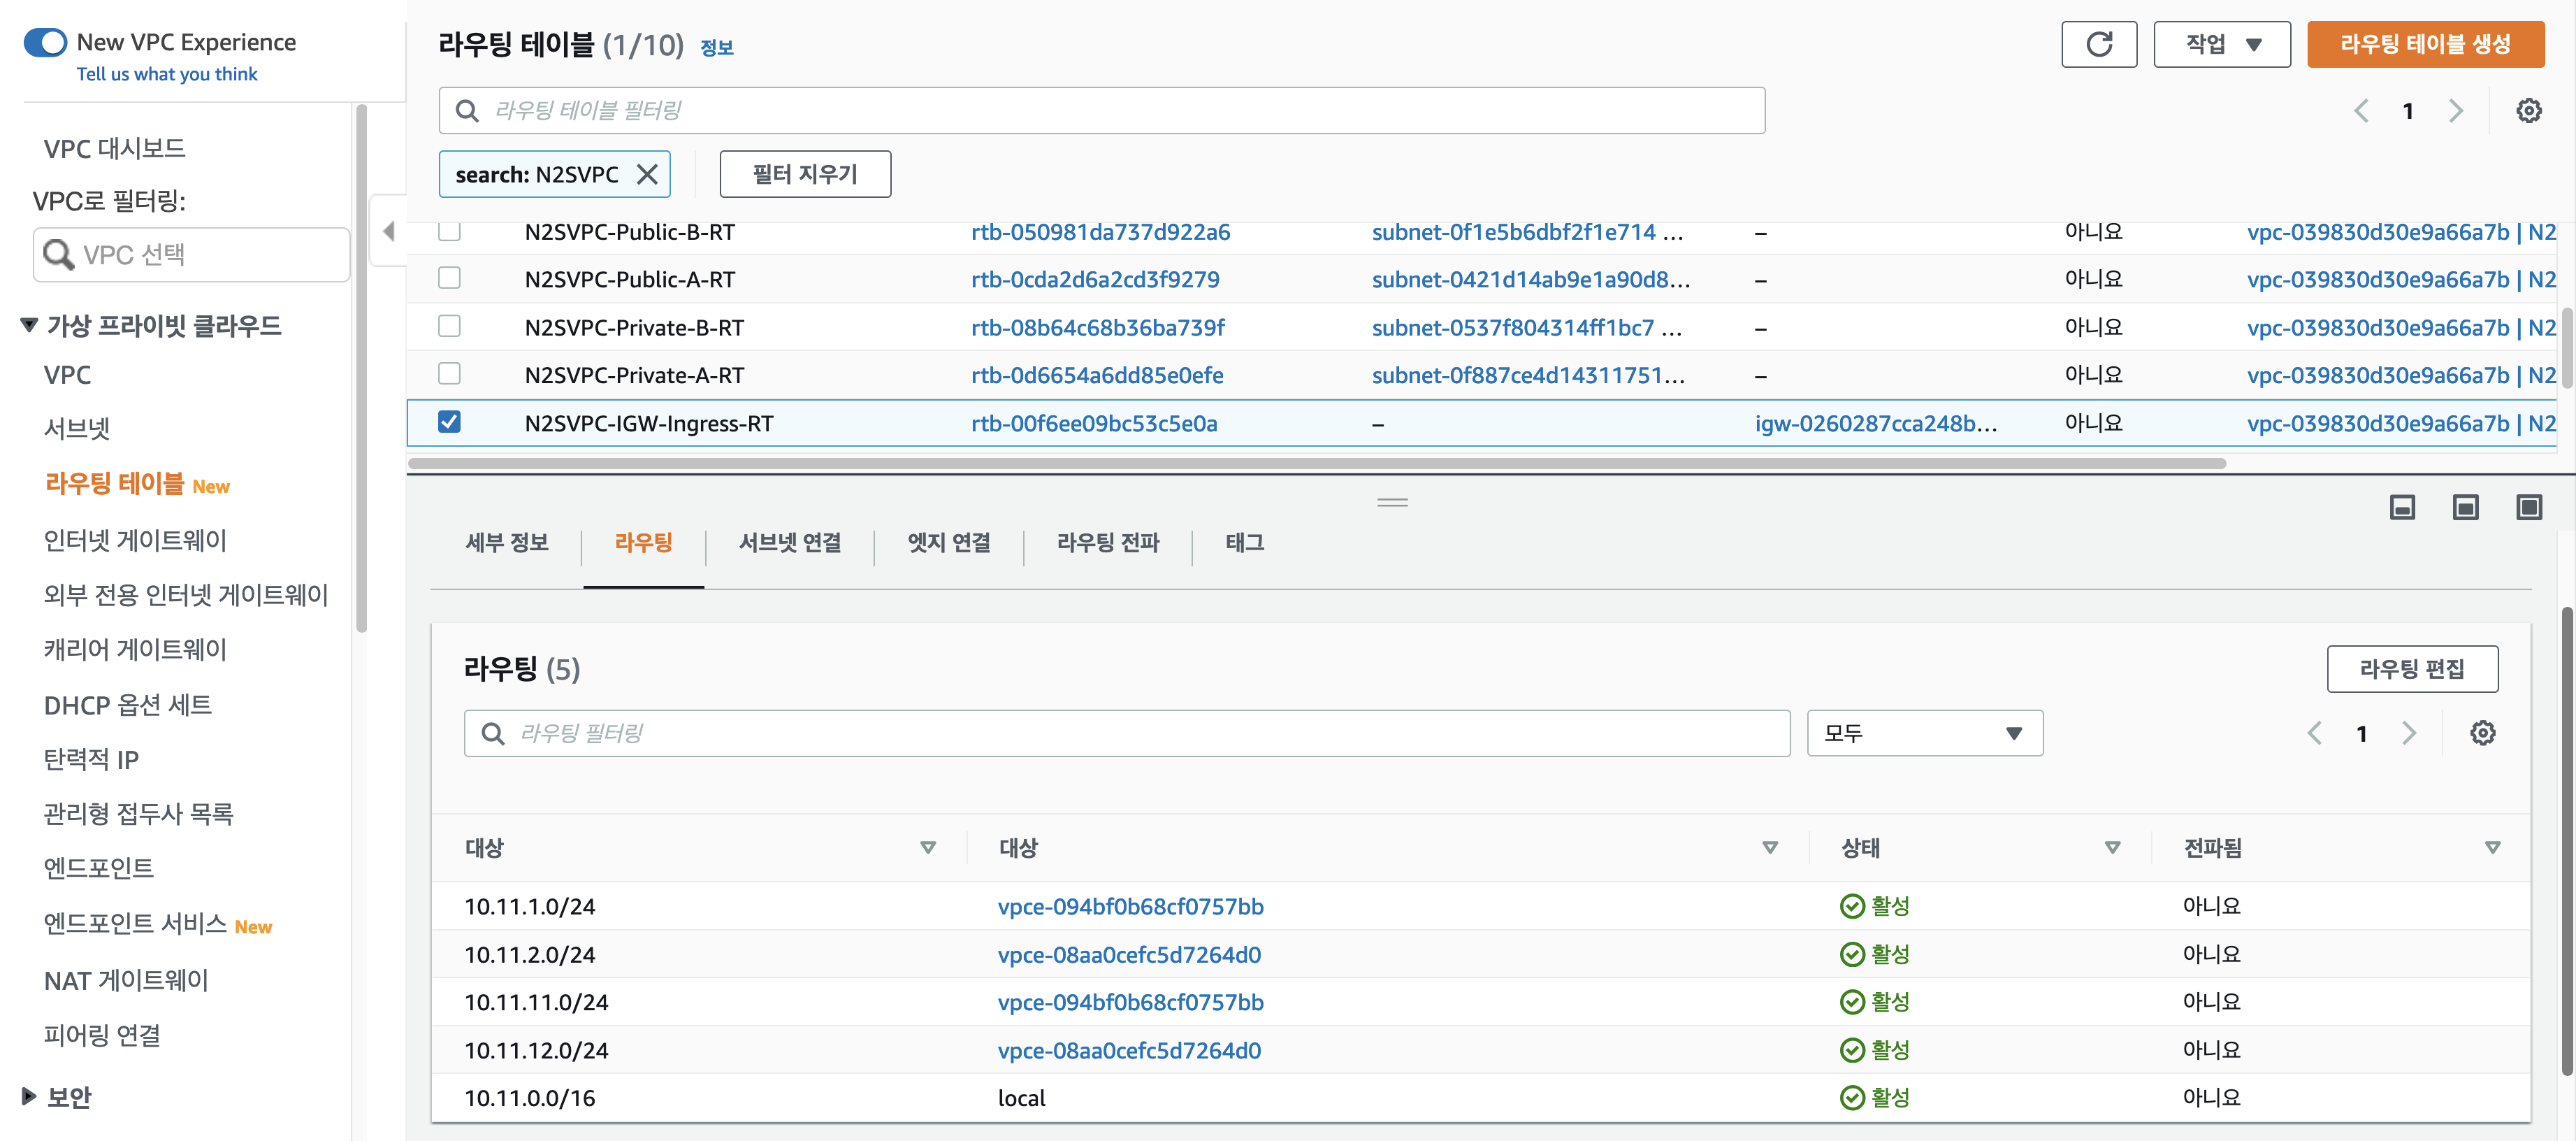 New VPC Experience
Tell us what you think
VPC 대시보드
VPC로 필터링:
VPC 선택
가상 프라이빗 클라우드
VPC
서브넷
라우팅 테이블 New
인터넷 게이트웨이
외부 전용 인터넷 게이트웨이
캐리어 게이트웨이
DHCP 옵션 세트
탄력적 IP
관리형 접두사 목록
엔드포인트
엔드포인트 서비스 New
NAT 게이트웨이
피어링 연결
보안
라우팅 테이블 (1/10) 정보
작업
라우팅 테이블 생성
라우팅 테이블 필터링
1
search: N2SVPC
필터 지우기
N2SVPC-Public-B-RT rtb-050981da737d922a6 subnet-0f1e5b6dbf2f1e714 ... – 아니요 vpc-039830d30e9a66a7b | N2
N2SVPC-Public-A-RT rtb-0cda2d6a2cd3f9279 subnet-0421d14ab9e1a90d8... – 아니요 vpc-039830d30e9a66a7b | N2
N2SVPC-Private-B-RT rtb-08b64c68b36ba739f subnet-0537f804314ff1bc7 ... – 아니요 vpc-039830d30e9a66a7b | N2
N2SVPC-Private-A-RT rtb-0d6654a6dd85e0efe subnet-0f887ce4d14311751... – 아니요 vpc-039830d30e9a66a7b | N2
N2SVPC-IGW-Ingress-RT rtb-00f6ee09bc53c5e0a – igw-0260287cca248b... 아니요 vpc-039830d30e9a66a7b | N2
세부 정보 라우팅 서브넷 연결 엣지 연결 라우팅 전파 태그
라우팅 (5)
라우팅 편집
라우팅 필터링
모두
1
대상 대상 상태 전파됨
10.11.1.0/24 vpce-094bf0b68cf0757bb 활성 아니요
10.11.2.0/24 vpce-08aa0cefc5d7264d0 활성 아니요
10.11.11.0/24 vpce-094bf0b68cf0757bb 활성 아니요
10.11.12.0/24 vpce-08aa0cefc5d7264d0 활성 아니요
10.11.0.0/16 local 활성 아니요